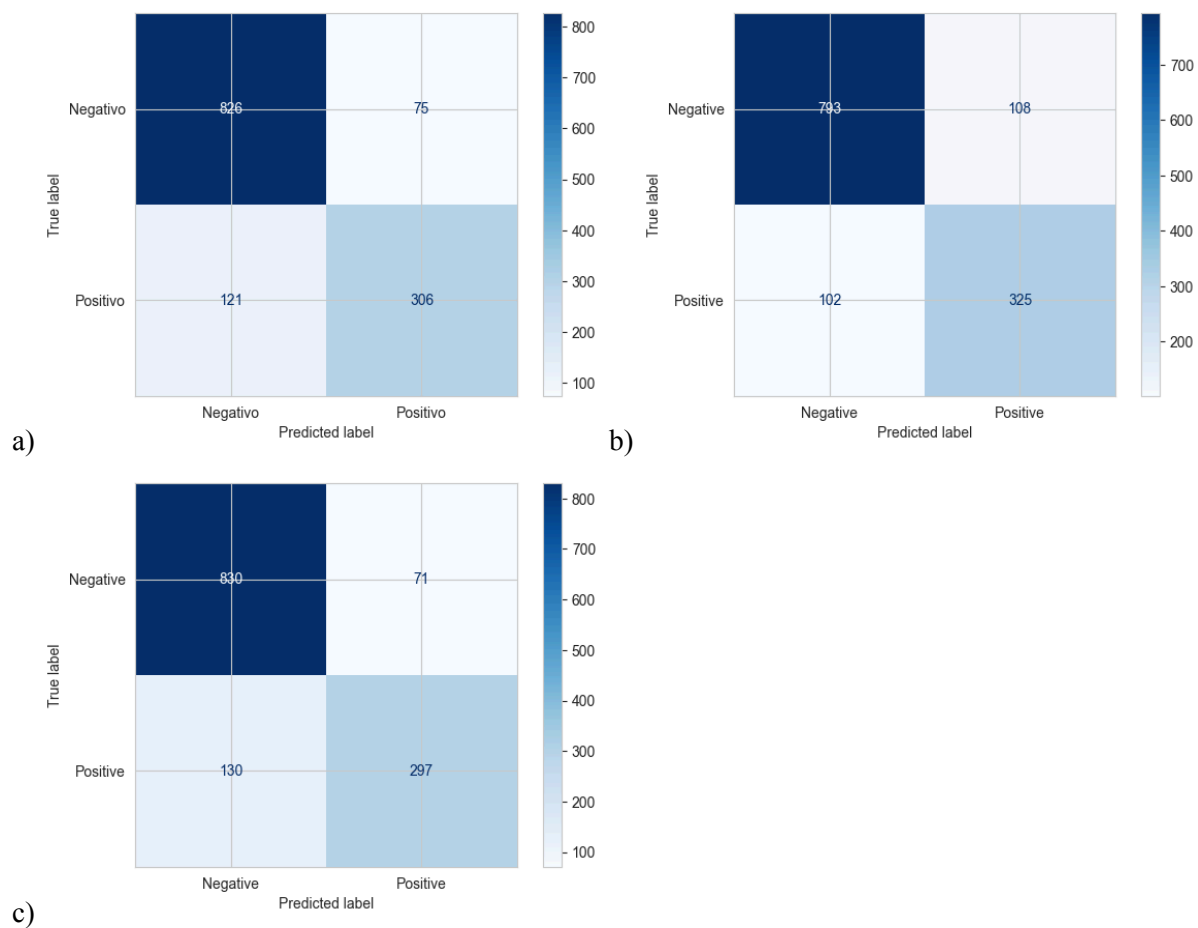 800
Negativo
826
75
700
600
True label
500
400
Positivo
121
306
300
200
100
Negativo
Positivo
Predicted label
a)
700
Negative
793
108
600
500
True label
400
Positive
102
325
300
200
Negative
Positive
Predicted label
b)
800
Negative
830
71
700
600
True label
500
400
Positive
130
297
300
200
100
Negative
Positive
Predicted label
c)